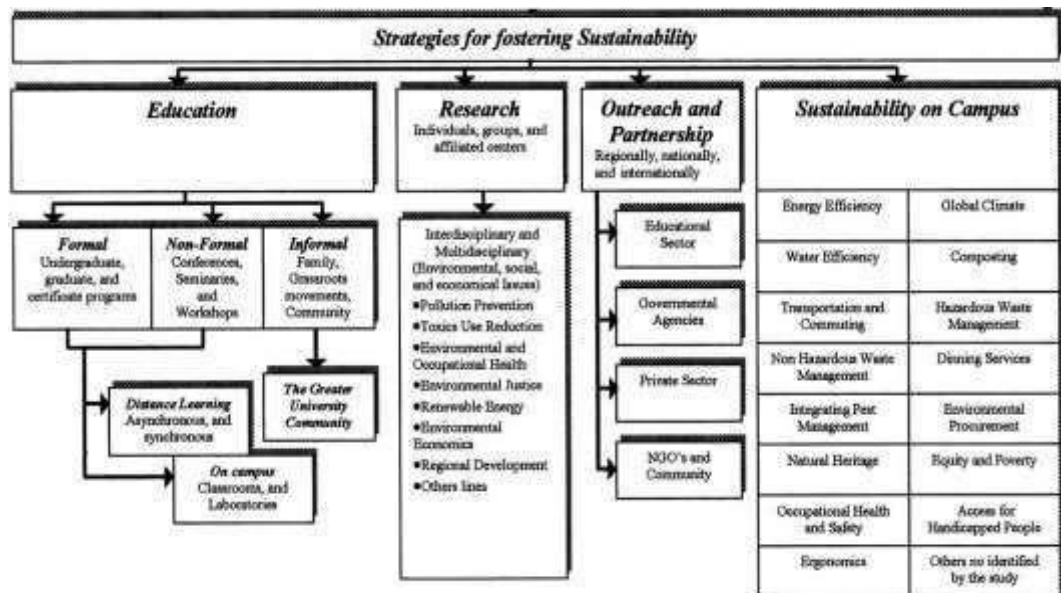 Strategies for fostering Sustainability
Education
Formal
Undergraduate,
graduate, and
certificate programs
Non-Formal
Conferences,
Seminaries,
and
Workshops
Informal
Family,
Grassroots
movements,
Community
Distance Learning
Asynchronous, and
synchronous
On campus
Classrooms, and
Laboratories
The Greater
University
Community
Research
Individuals, groups, and
affiliated centers
Interdisciplinary and
Multidisciplinary
(Environmental, social,
and economical Issues)
●Pollution Prevention
●Toxics Use Reduction
●Environmental and
Occupational Health
●Environmental Justice
●Renewable Energy
●Environmental
Economics
●Regional Development
●Others lines
Outreach and
Partnership
Regionally, nationally,
and internationally
Educational
Sector
Governmental
Agencies
Private Sector
NGO's and
Community
Sustainability on Campus
Energy Efficiency
Global Climate
Water Efficiency
Composting
Transportation and
Commuting
Hazardous Waste
Management
Non Hazardous Waste
Management
Dinning Services
Integrating Pest
Management
Environmental
Procurement
Natural Heritage
Equity and Poverty
Occupational Health
and Safety
Access for
Handicapped People
Ergonomics
Others no identified
by the study